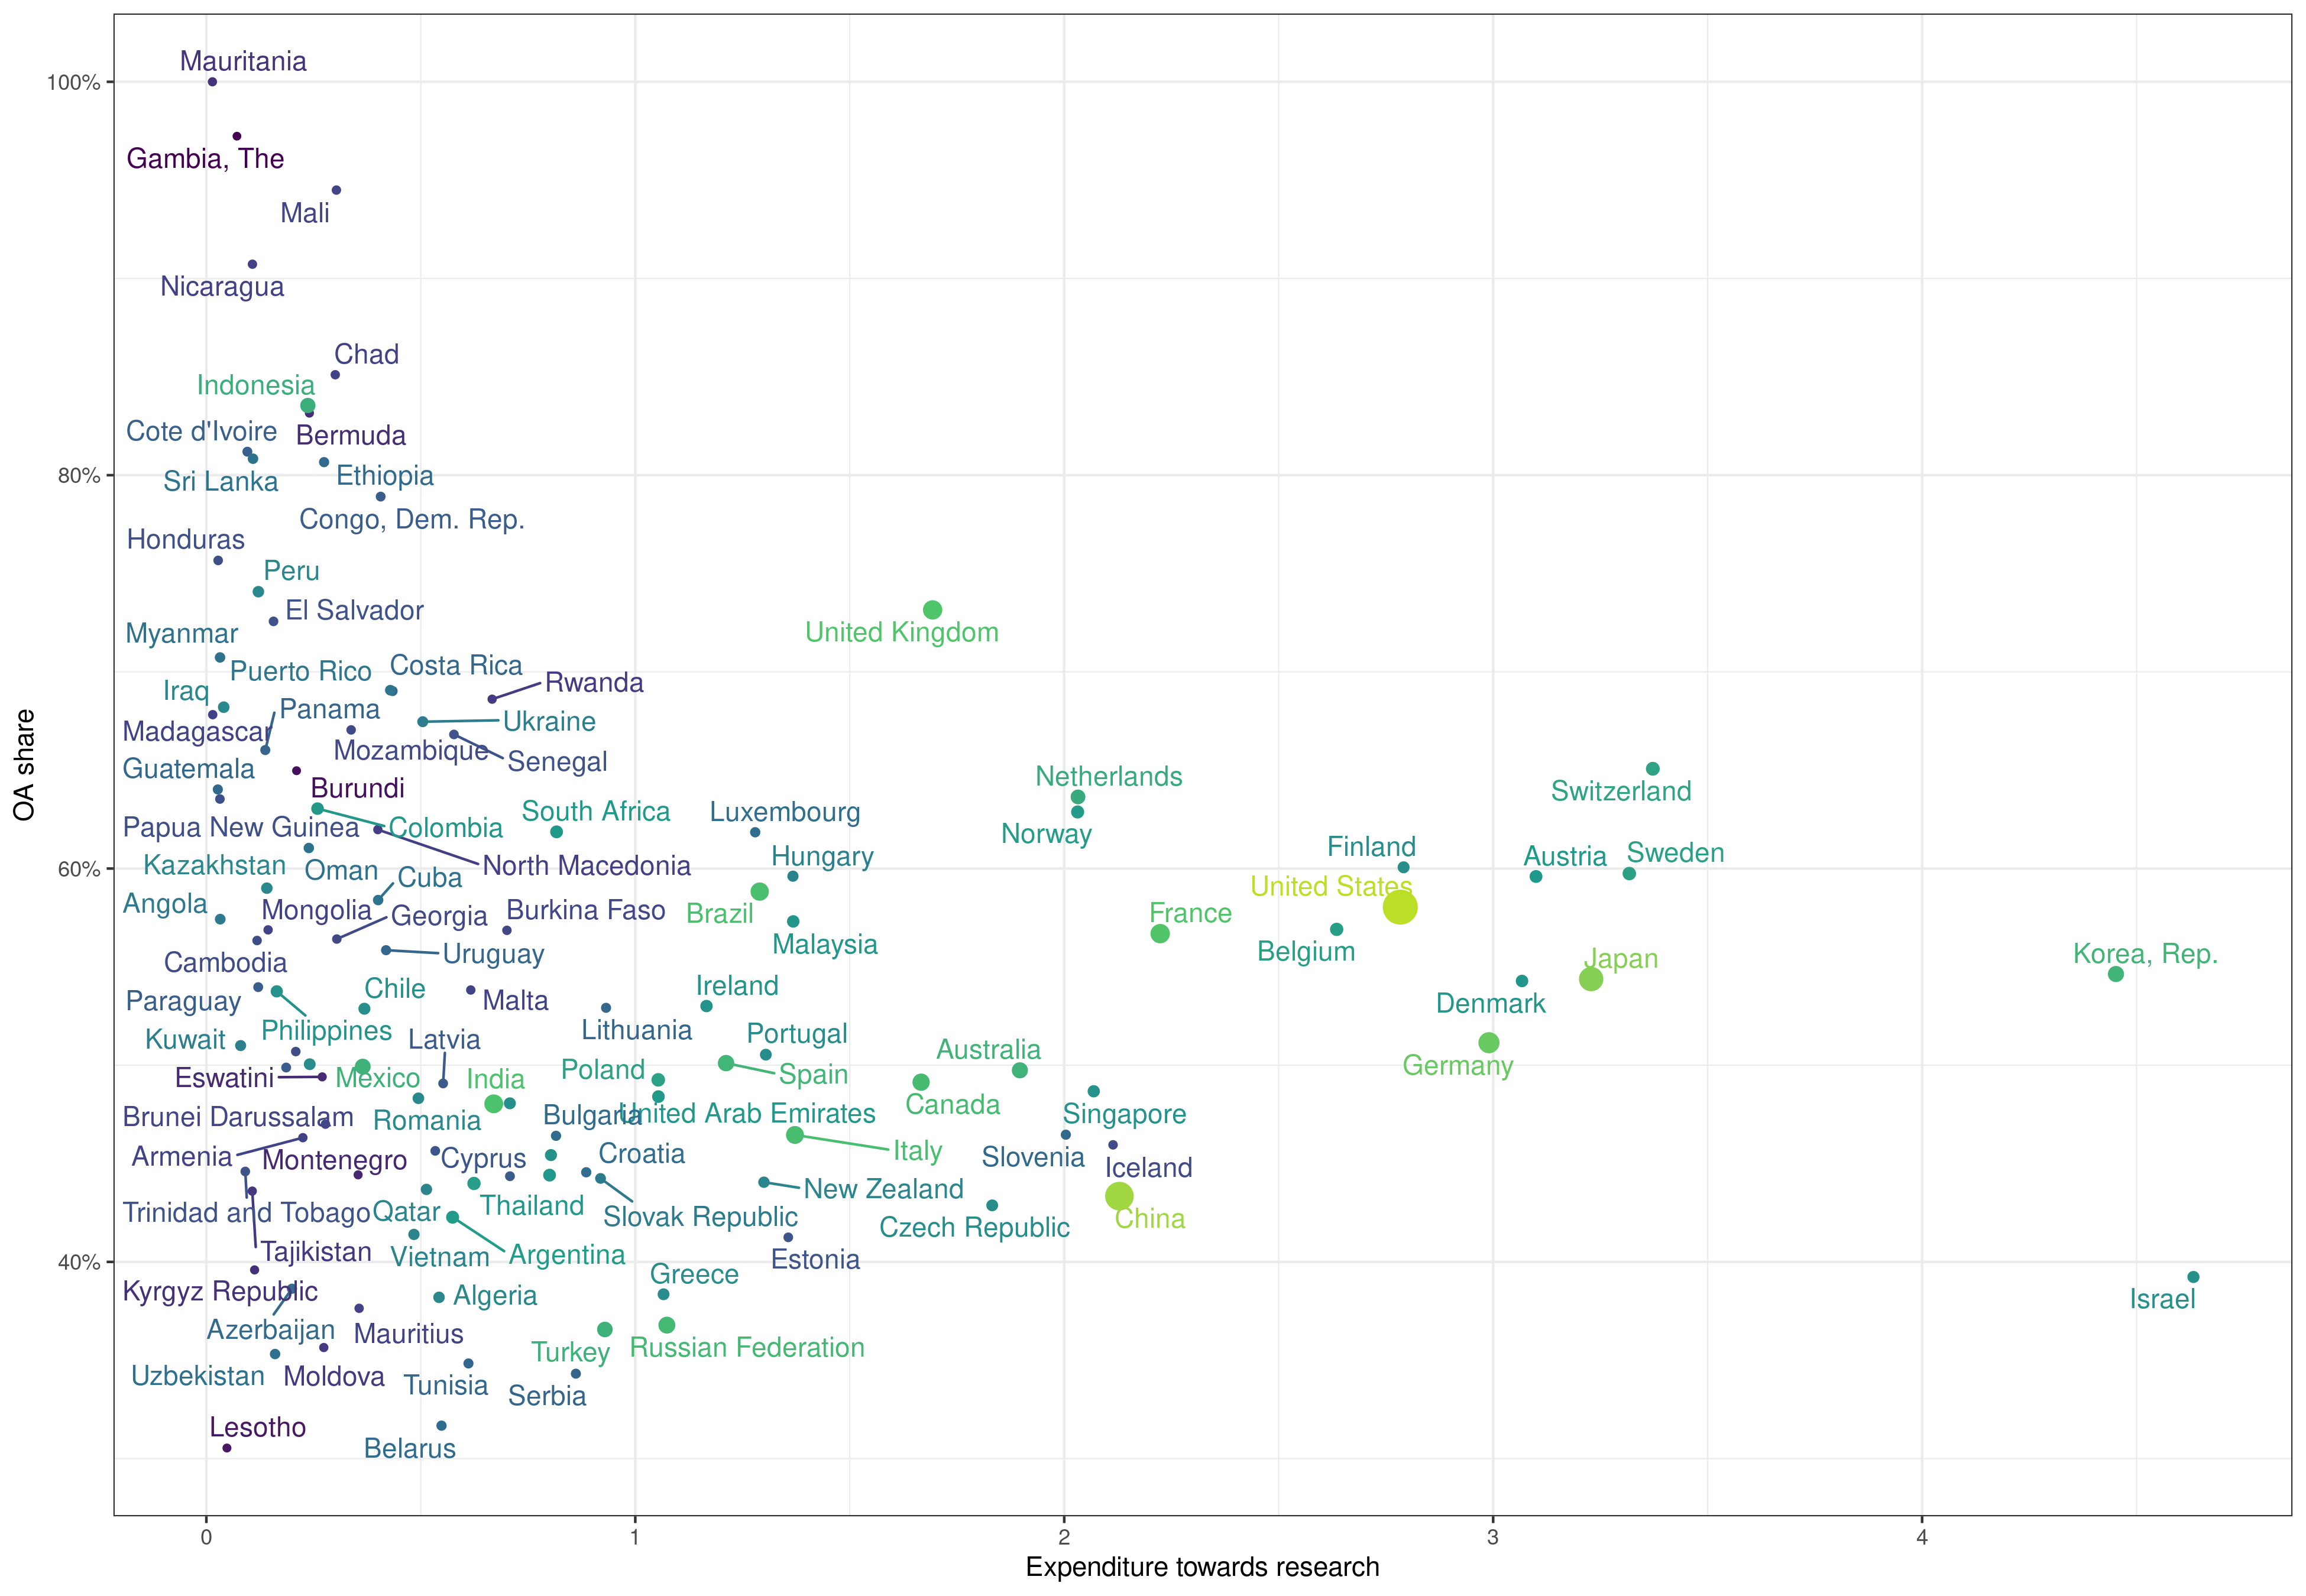 Mauritania
100%
Gambia, The
Mali
Nicaragua
Chad
Indonesia
Cote d'Ivoire
Bermuda
80%
Ethiopia
Sri Lanka
Congo, Dem. Rep.
Honduras
Peru
El Salvador
Myanmar
United Kingdom
Costa Rica
Puerto Rico
Rwanda
Iraq
Panama
Ukraine
Madagascar
Mozambique
Senegal
Guatemala
Netherlands
Switzerland
Burundi
South Africa
Luxembourg
Papua New Guinea
Colombia
Norway
Finland
Sweden
Austria
Hungary
Kazakhstan
North Macedonia
60%
Oman
Cuba
United States
Angola
Mongolia
Georgia
Burkina Faso
Brazil
France
Malaysia
Belgium
Uruguay
Korea, Rep.
Japan
Cambodia
Ireland
Chile
Paraguay
Malta
Denmark
Philippines
Lithuania
Portugal
Kuwait
Latvia
Australia
Germany
Poland
Spain
Eswatini
Mexico
India
Canada
Brunei Darussalam
Romania
Bulgaria
United Arab Emirates
Singapore
Italy
Armenia
Montenegro
Cyprus
Croatia
Slovenia
Iceland
New Zealand
Thailand
Trinidad and Tobago
Qatar
Slovak Republic
China
Czech Republic
Tajikistan
Vietnam
Argentina
Estonia
40%
Greece
Kyrgyz Republic
Algeria
Israel
Azerbaijan
Mauritius
Turkey
Russian Federation
Uzbekistan
Moldova
Tunisia
Serbia
Lesotho
Belarus
OA share
0
1
2
3
4
Expenditure towards research